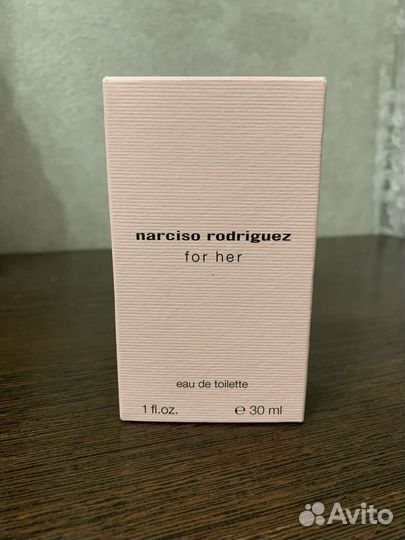 narciso rodriguez
for her
eau de toilette
1 fl.oz. ℮ 30 ml
Avito